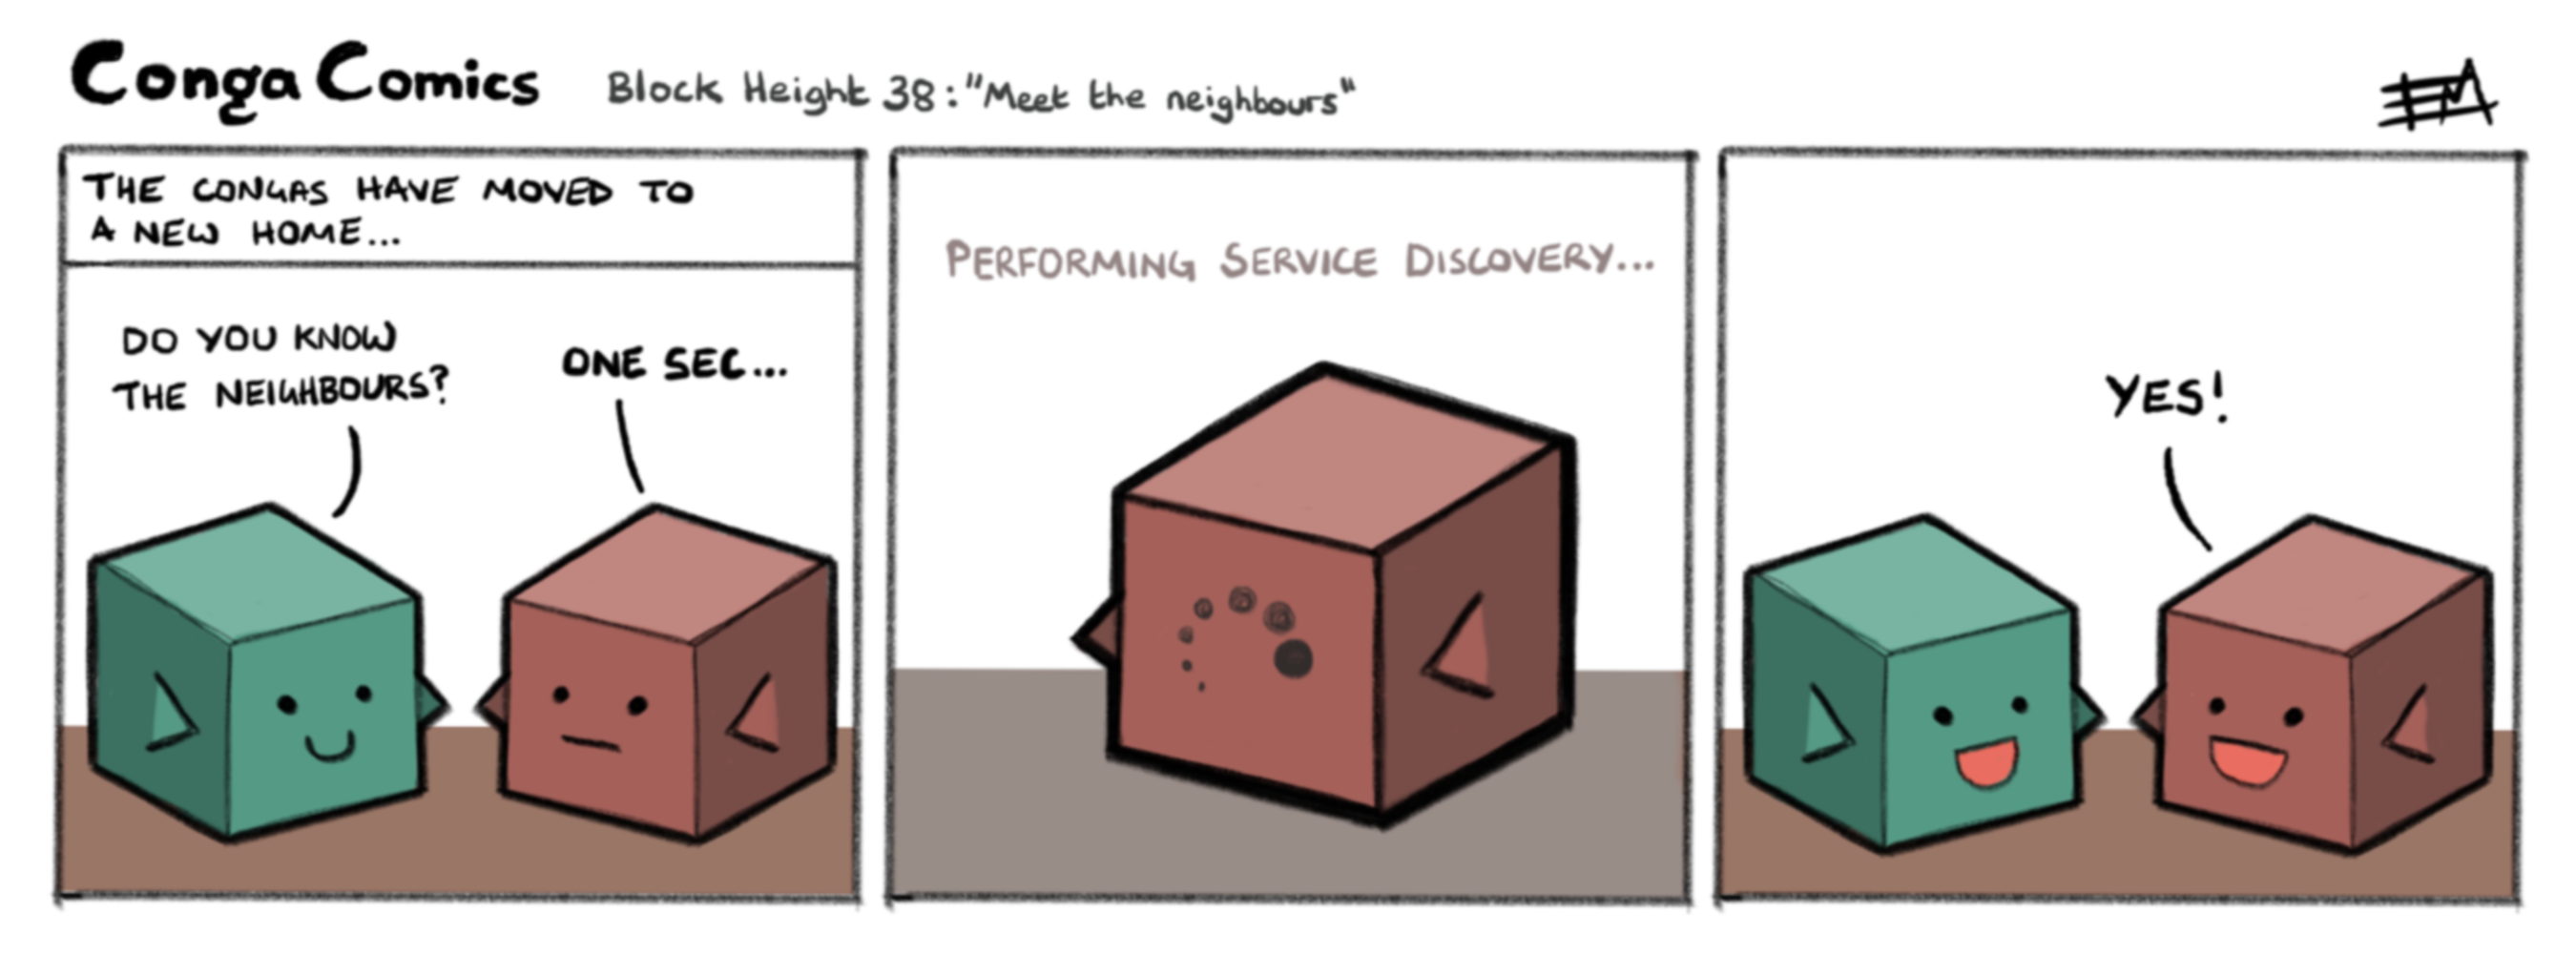 Conga Comics
Block Height 38: "Meet the neighbours"
EM
THE CONGAS HAVE MOVED TO
A NEW HOME...
DO YOU KNOW
THE NEIGHBOURS?
ONE SEC...
PERFORMING SERVICE DISCOVERY...
YES!